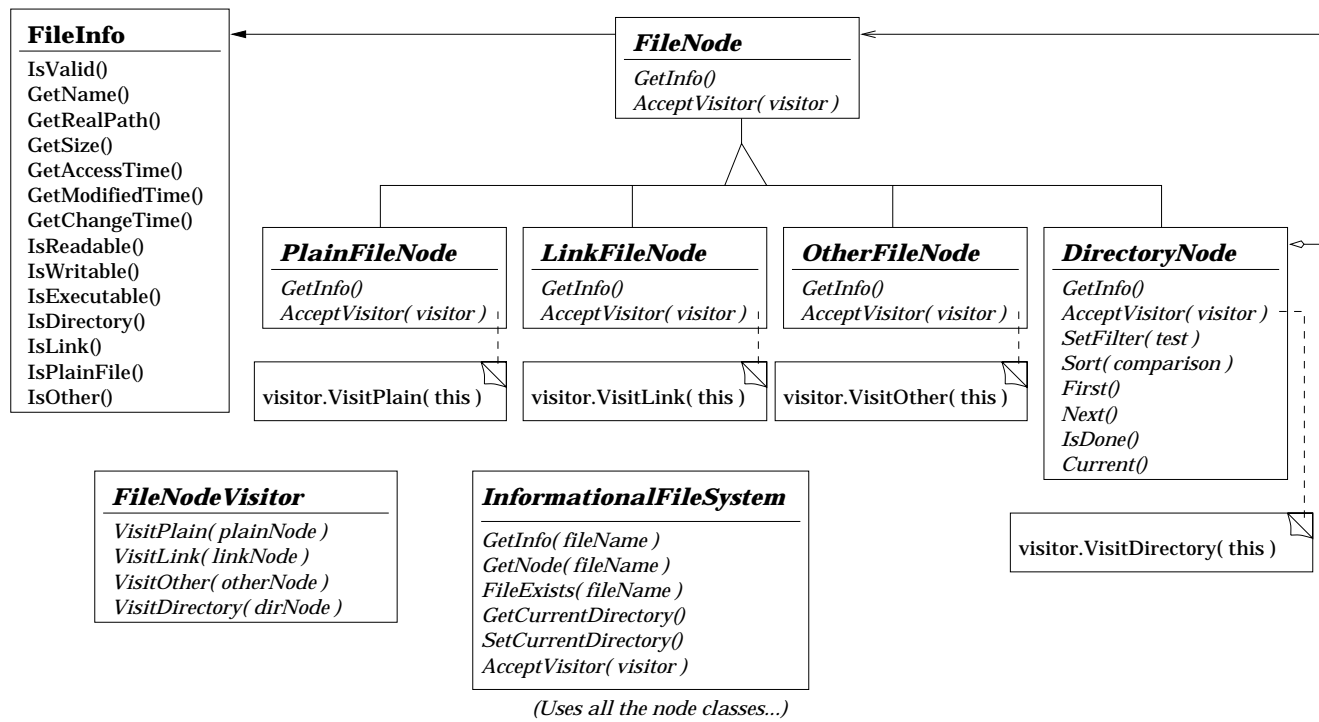 FileInfo
IsValid()
GetName()
GetRealPath()
GetSize()
GetAccessTime()
GetModifiedTime()
GetChangeTime()
IsReadable()
IsWritable()
IsExecutable()
IsDirectory()
IsLink()
IsPlainFile()
IsOther()
FileNode
GetInfo()
AcceptVisitor( visitor )
PlainFileNode
GetInfo()
AcceptVisitor( visitor )
visitor.VisitPlain( this )
LinkFileNode
GetInfo()
AcceptVisitor( visitor )
visitor.VisitLink( this )
OtherFileNode
GetInfo()
AcceptVisitor( visitor )
visitor.VisitOther( this )
DirectoryNode
GetInfo()
AcceptVisitor( visitor )
SetFilter( test )
Sort( comparison )
First()
Next()
IsDone()
Current()
visitor.VisitDirectory( this )
FileNodeVisitor
VisitPlain( plainNode )
VisitLink( linkNode )
VisitOther( otherNode )
VisitDirectory( dirNode )
InformationalFileSystem
GetInfo( fileName )
GetNode( fileName )
FileExists( fileName )
GetCurrentDirectory()
SetCurrentDirectory()
AcceptVisitor( visitor )
(Uses all the node classes...)